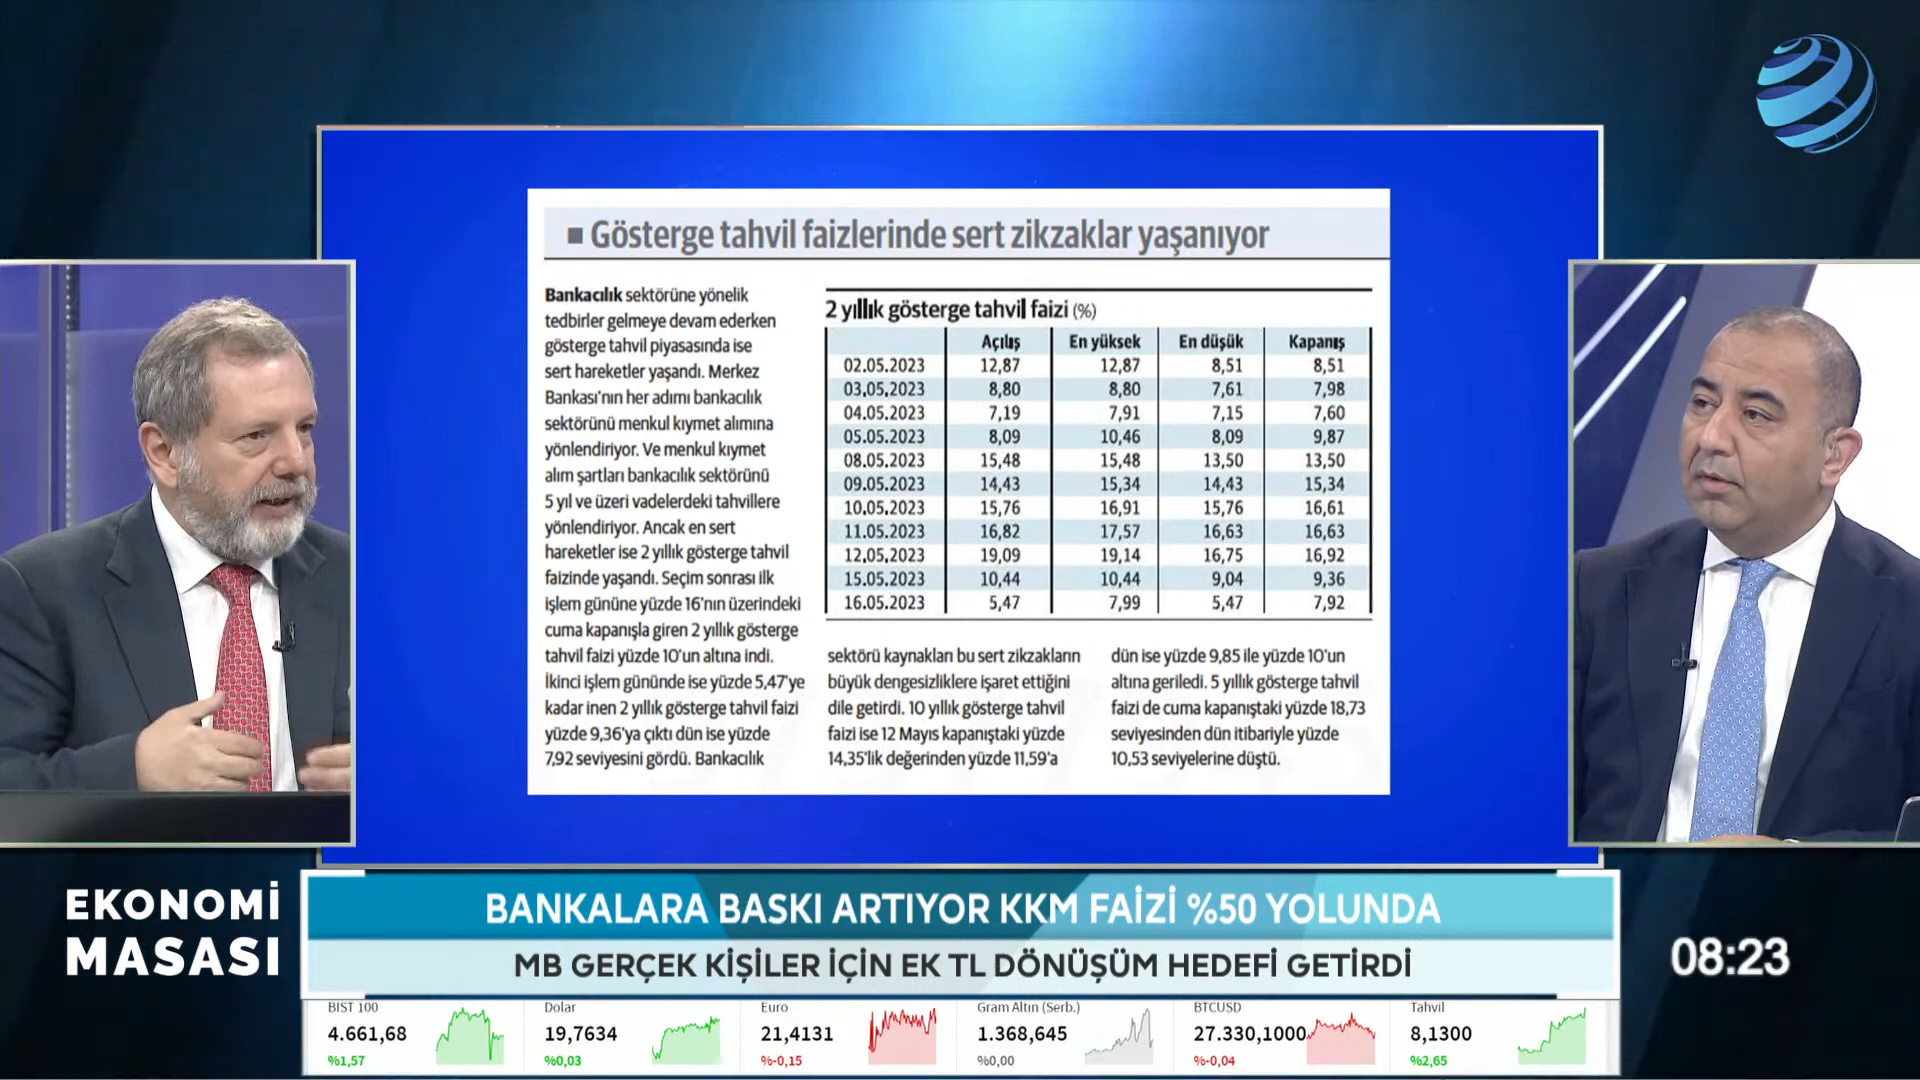 ■ Gösterge tahvil faizlerinde sert zikzaklar yaşanıyor
Bankacılık sektörüne yönelik
tedbirler gelmeye devam ederken
gösterge tahvil piyasasında ise
sert hareketler yaşandı. Merkez
Bankası'nın her adımı bankacılık
sektörünü menkul kıymet alımına
yönlendiriyor. Ve menkul kıymet
alım şartları bankacılık sektörünü
5 yıl ve üzeri vadelerdeki tahvillere
yönlendiriyor. Ancak en sert
hareketler ise 2 yıllık gösterge tahvil
faizinde yaşandı. Seçim sonrası ilk
işlem gününe yüzde 16'nın üzerindeki
cuma kapanışla giren 2 yıllık gösterge
tahvil faizi yüzde 10'un altına indi.
İkinci işlem gününde ise yüzde 5,47'ye
kadar inen 2 yıllık gösterge tahvil faizi
yüzde 9,36'ya çıktı dün ise yüzde
7,92 seviyesini gördü. Bankacılık
2 yıllık gösterge tahvil faizi (%)
Açılış En yüksek En düşük Kapanış
02.05.2023 12,87 12,87 8,51 8,51
03.05.2023 8,80 8,80 7,61 7,98
04.05.2023 7,19 7,91 7,15 7,60
05.05.2023 8,09 10,46 8,09 9,87
08.05.2023 15,48 15,48 13,50 13,50
09.05.2023 14,43 15,34 14,43 15,34
10.05.2023 15,76 16,91 15,76 16,61
11.05.2023 16,82 17,57 16,63 16,63
12.05.2023 19,09 19,14 16,75 16,92
15.05.2023 10,44 10,44 9,04 9,36
16.05.2023 5,47 7,99 5,47 7,92
sektörü kaynakları bu sert zikzakların
büyük dengesizliklere işaret ettiğini
dile getirdi. 10 yıllık gösterge tahvil
faizi ise 12 Mayıs kapanıştaki yüzde
14,35'lik değerinden yüzde 11,59'a
dün ise yüzde 9,85 ile yüzde 10'un
altına geriledi. 5 yıllık gösterge tahvil
faizi de cuma kapanıştaki yüzde 18,73
seviyesinden dün itibariyle yüzde
10,53 seviyelerine düştü.
EKONOMİ
MASASI
BANKALARA BASKI ARTIYOR KKM FAİZİ %50 YOLUNDA
MB GERÇEK KİŞİLER İÇİN EK TL DÖNÜŞÜM HEDEFİ GETİRDİ
08:23
BIST 100
4.661,68
%1,57
Dolar
19,7634
%0,03
Euro
21,4131
%-0,15
Gram Altın (Serb.)
1.368,645
%0,00
BTCUSD
27.330,1000
%-0,04
Tahvil
8,1300
%2,65